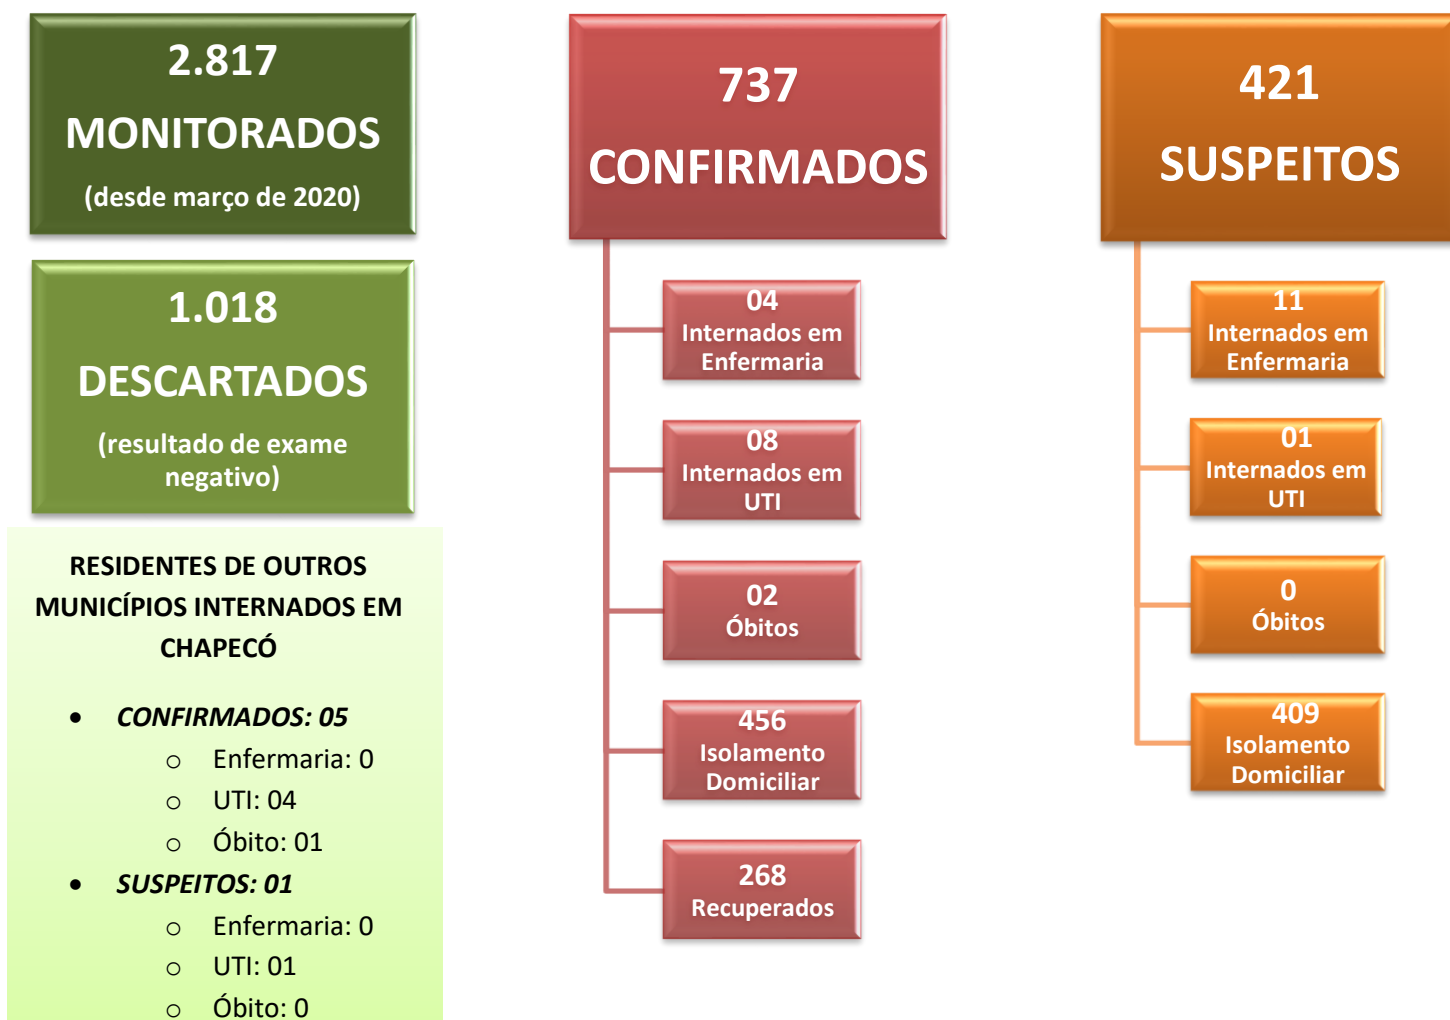 2.817
MONITORADOS
(desde março de 2020)
1.018
DESCARTADOS
(resultado de exame
negativo)
RESIDENTES DE OUTROS
MUNICÍPIOS INTERNADOS EM
CHAPECÓ
• CONFIRMADOS: 05
o Enfermaria: 0
o UTI: 04
o Óbito: 01
• SUSPEITOS: 01
o Enfermaria: 0
o UTI: 01
o Óbito: 0
737
CONFIRMADOS
04
Internados em
Enfermaria
08
Internados em
UTI
02
Óbitos
456
Isolamento
Domiciliar
268
Recuperados
421
SUSPEITOS
11
Internados em
Enfermaria
01
Internados em
UTI
0
Óbitos
409
Isolamento
Domiciliar